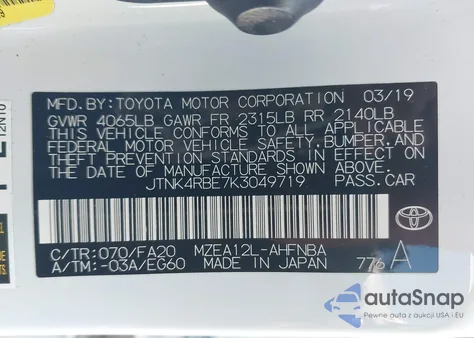 MFD.BY: TOYOTA MOTOR CORPORATION 03/19
GVWR 4065LB GAWR FR 2315LB RR 2140LB
THIS VEHICLE CONFORMS TO ALL APPLICABLE
FEDERAL MOTOR VEHICLE SAFETY, BUMPER, AND
THEFT PREVENTION STANDARDS IN EFFECT ON
THE DATE OF MANUFACTURE SHOWN ABOVE.
JTNK4RBE7K3049719 PASS.CAR
C/TR:070/FA20 MZEA12L-AHFNBA
A/TM:-03A/EG60 MADE IN JAPAN 776 A
TOYOTA
autoSnap
Pewne auta z aukcji USA i EU